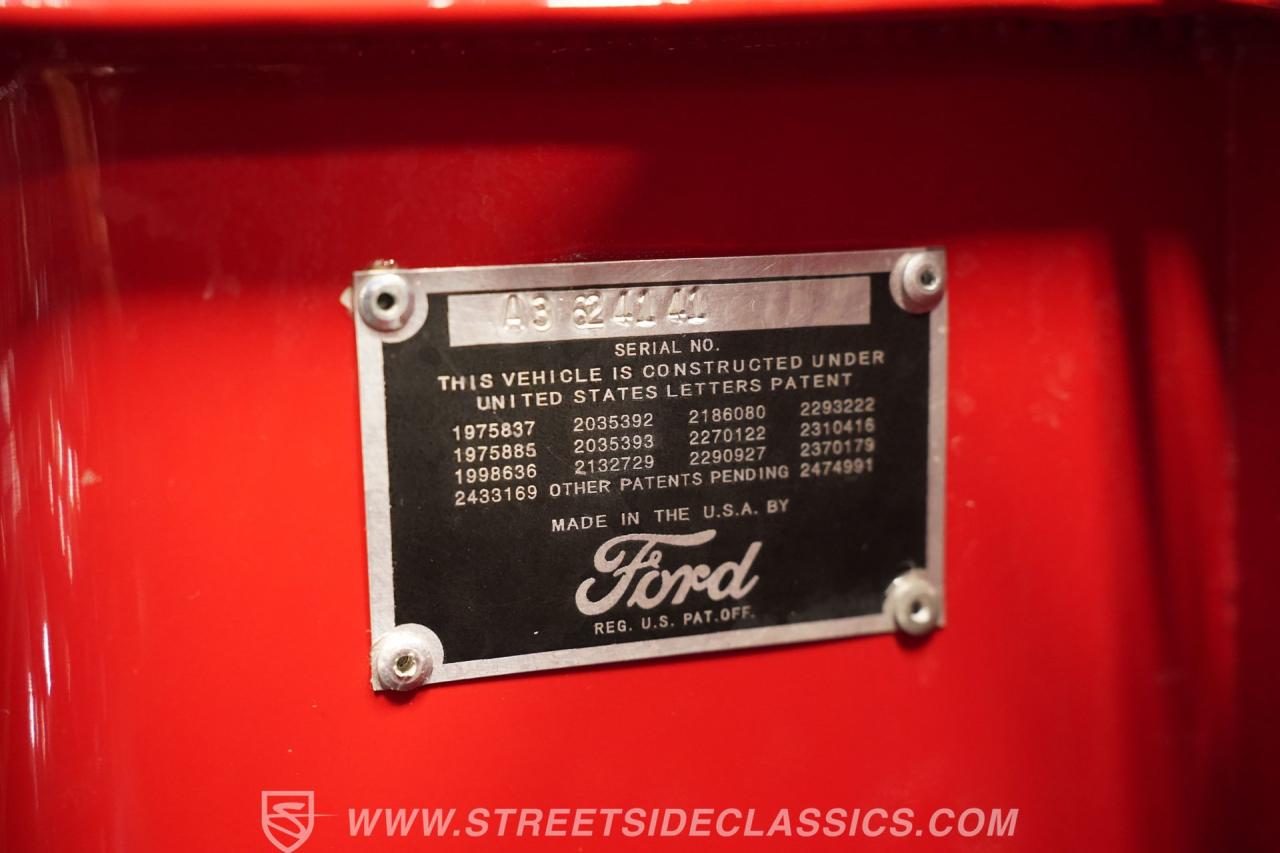 A3 624141
SERIAL NO.
THIS VEHICLE IS CONSTRUCTED UNDER
UNITED STATES LETTERS PATENT
1975837 2035392 2186080 2293222
1975885 2035393 2270122 2310416
1998636 2132729 2290927 2370179
2433169 OTHER PATENTS PENDING 2474991
MADE IN THE U.S.A. BY
Ford
REG. U.S. PAT. OFF.
WWW.STREETSIDECLASSICS.COM